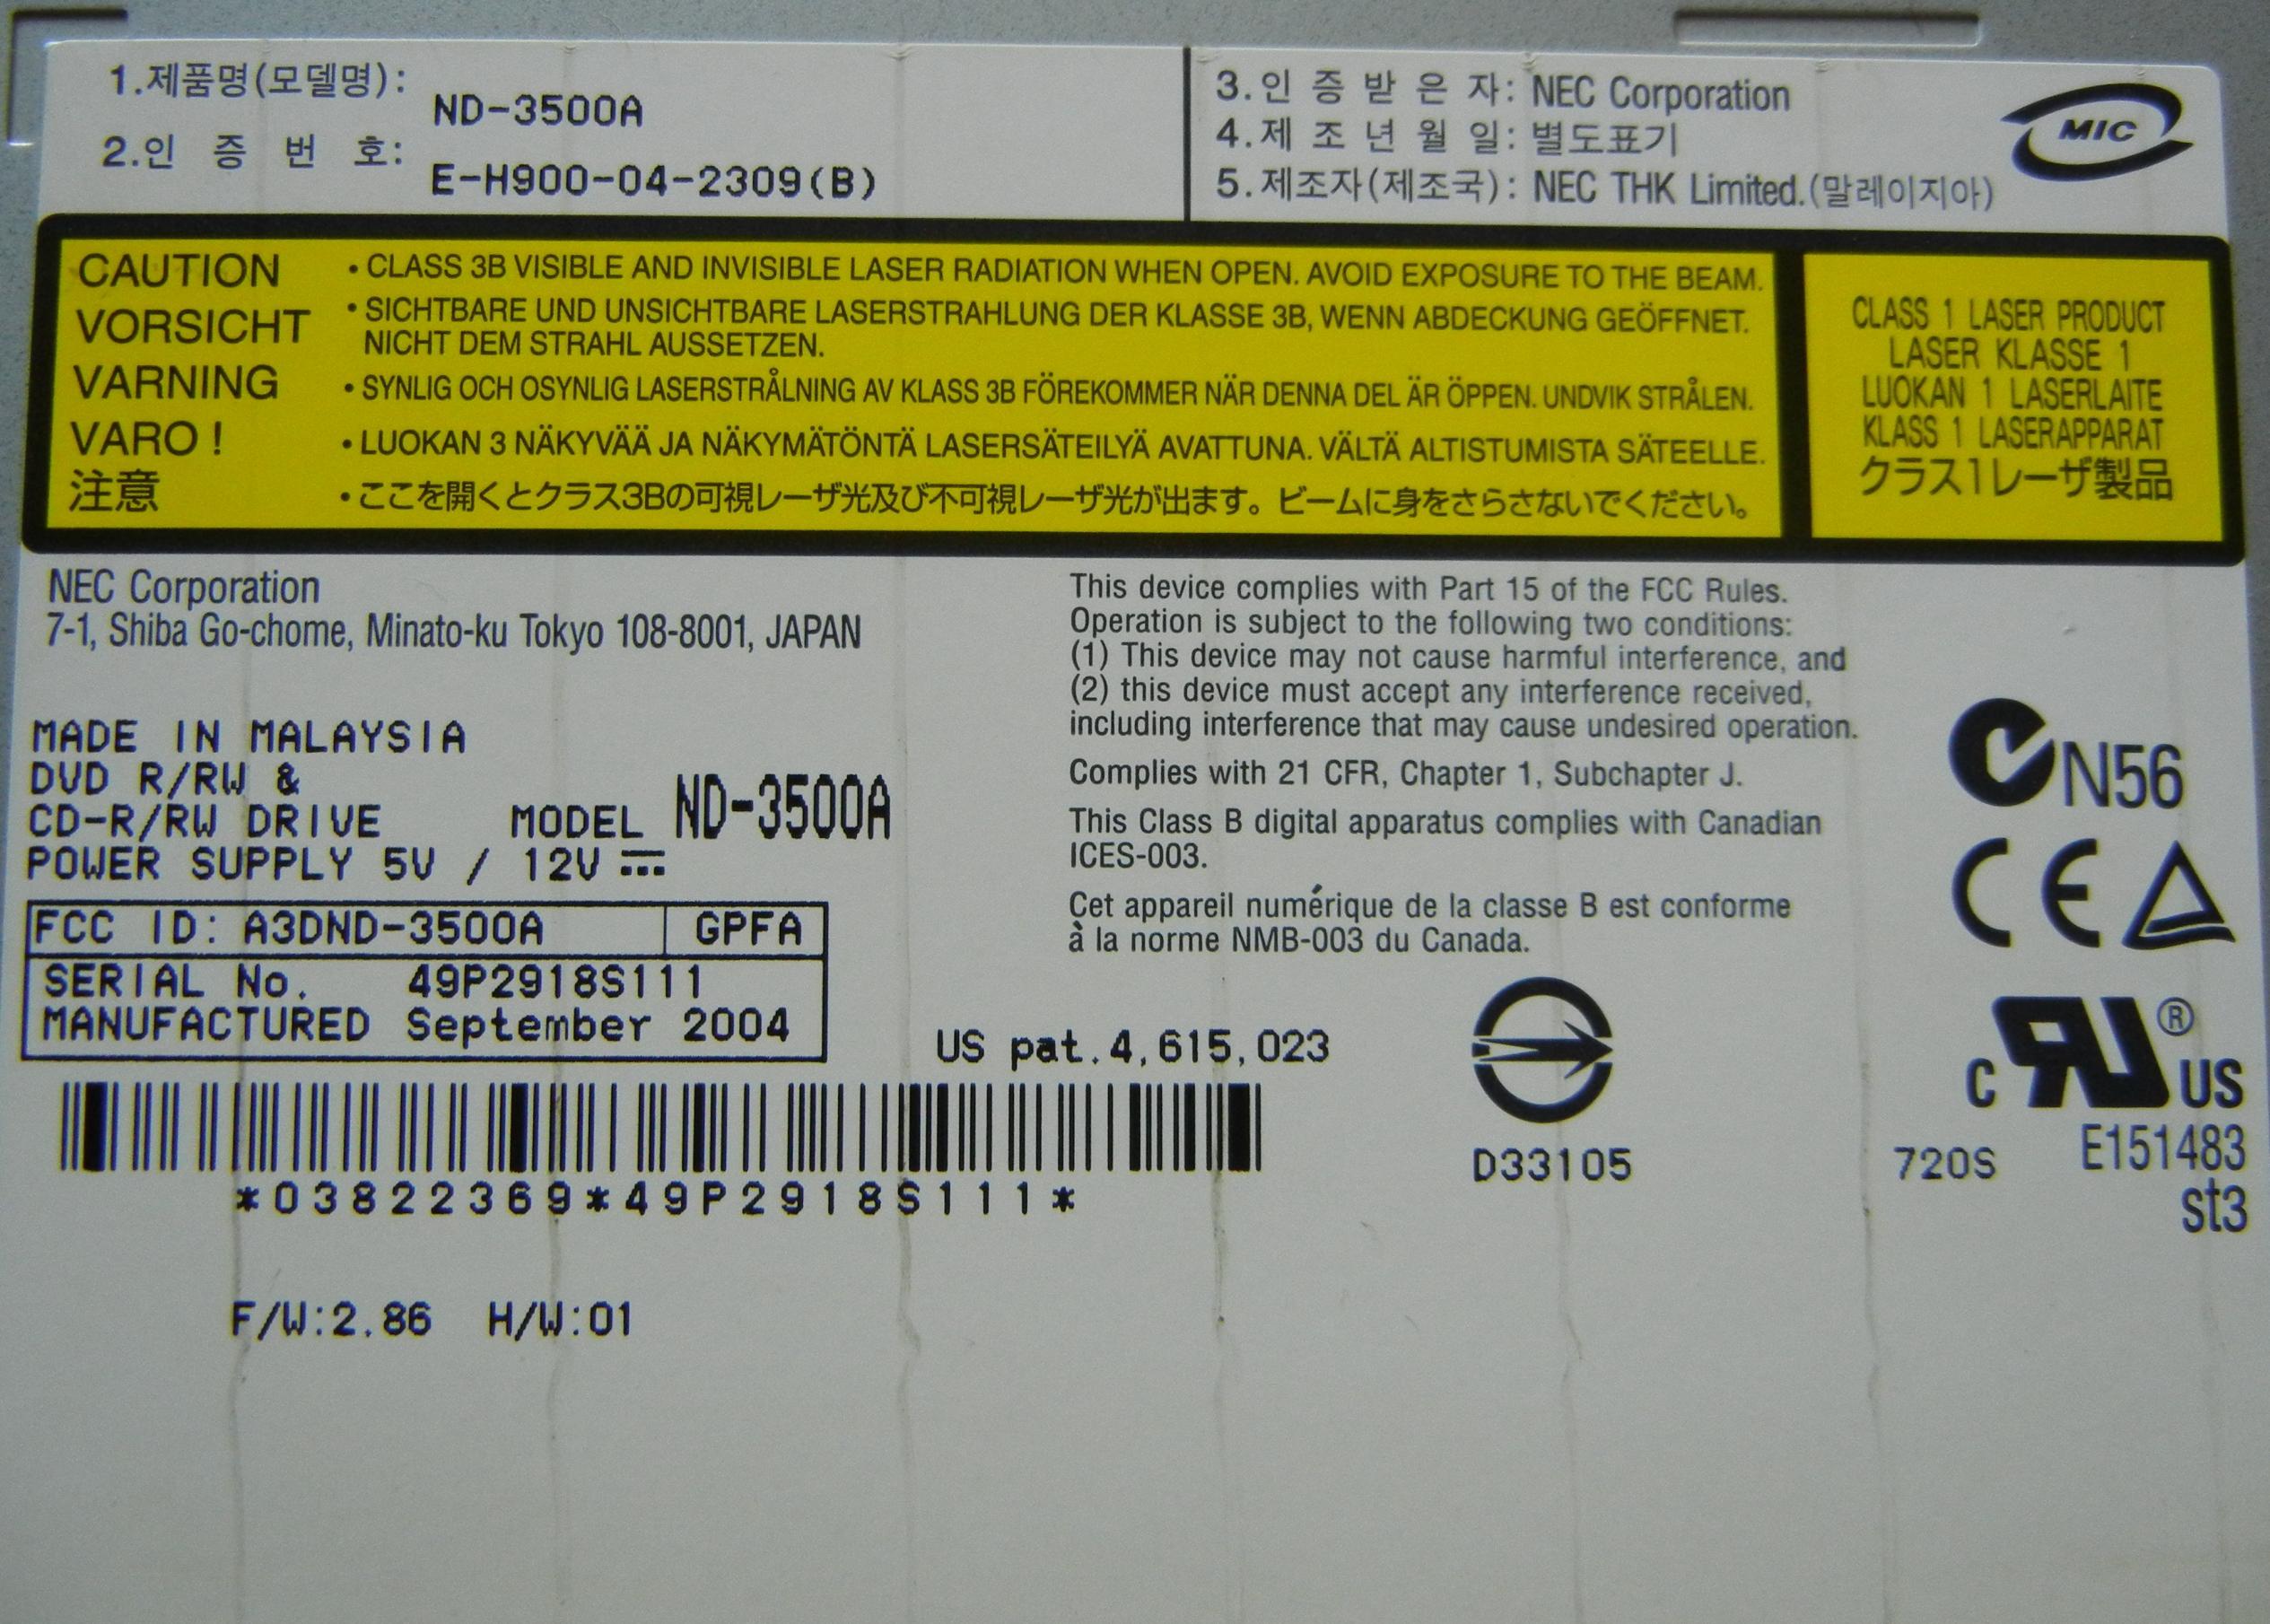 1.제품명(모델명): ND-3500A
2.인 증 번 호: E-H900-04-2309(B)
3.인 증 받 은 자: NEC Corporation
4.제 조 년 월 일: 별도표기
5.제조자(제조국): NEC THK Limited.(말레이지아)
MIC
CAUTION
VORSICHT
VARNING
VARO !
注意
• CLASS 3B VISIBLE AND INVISIBLE LASER RADIATION WHEN OPEN. AVOID EXPOSURE TO THE BEAM.
• SICHTBARE UND UNSICHTBARE LASERSTRAHLUNG DER KLASSE 3B, WENN ABDECKUNG GEÖFFNET.
NICHT DEM STRAHL AUSSETZEN.
• SYNLIG OCH OSYNLIG LASERSTRÅLNING AV KLASS 3B FÖREKOMMER NÄR DENNA DEL ÄR ÖPPEN. UNDVIK STRÅLEN.
• LUOKAN 3 NÄKYVÄÄ JA NÄKYMÄTÖNTÄ LASERSÄTEILYÄ AVATTUNA. VÄLTÄ ALTISTUMISTA SÄTEELLE.
• ここを開くとクラス3Bの可視レーザ光及び不可視レーザ光が出ます。ビームに身をさらさないでください。
CLASS 1 LASER PRODUCT
LASER KLASSE 1
LUOKAN 1 LASERLAITE
KLASS 1 LASERAPPARAT
クラス1レーザ製品
NEC Corporation
7-1, Shiba Go-chome, Minato-ku Tokyo 108-8001, JAPAN
MADE IN MALAYSIA
DVD R/RW &
CD-R/RW DRIVE MODEL ND-3500A
POWER SUPPLY 5V / 12V
FCC ID: A3DND-3500A GPFA
SERIAL No. 49P2918S111
MANUFACTURED September 2004
US pat.4,615,023
*03822369*49P2918S111*
F/W:2.86 H/W:01
This device complies with Part 15 of the FCC Rules.
Operation is subject to the following two conditions:
(1) This device may not cause harmful interference, and
(2) this device must accept any interference received,
including interference that may cause undesired operation.
Complies with 21 CFR, Chapter 1, Subchapter J.
This Class B digital apparatus complies with Canadian
ICES-003.
Cet appareil numérique de la classe B est conforme
à la norme NMB-003 du Canada.
D33105
N56
CE
C RU ® US
720S E151483
st3